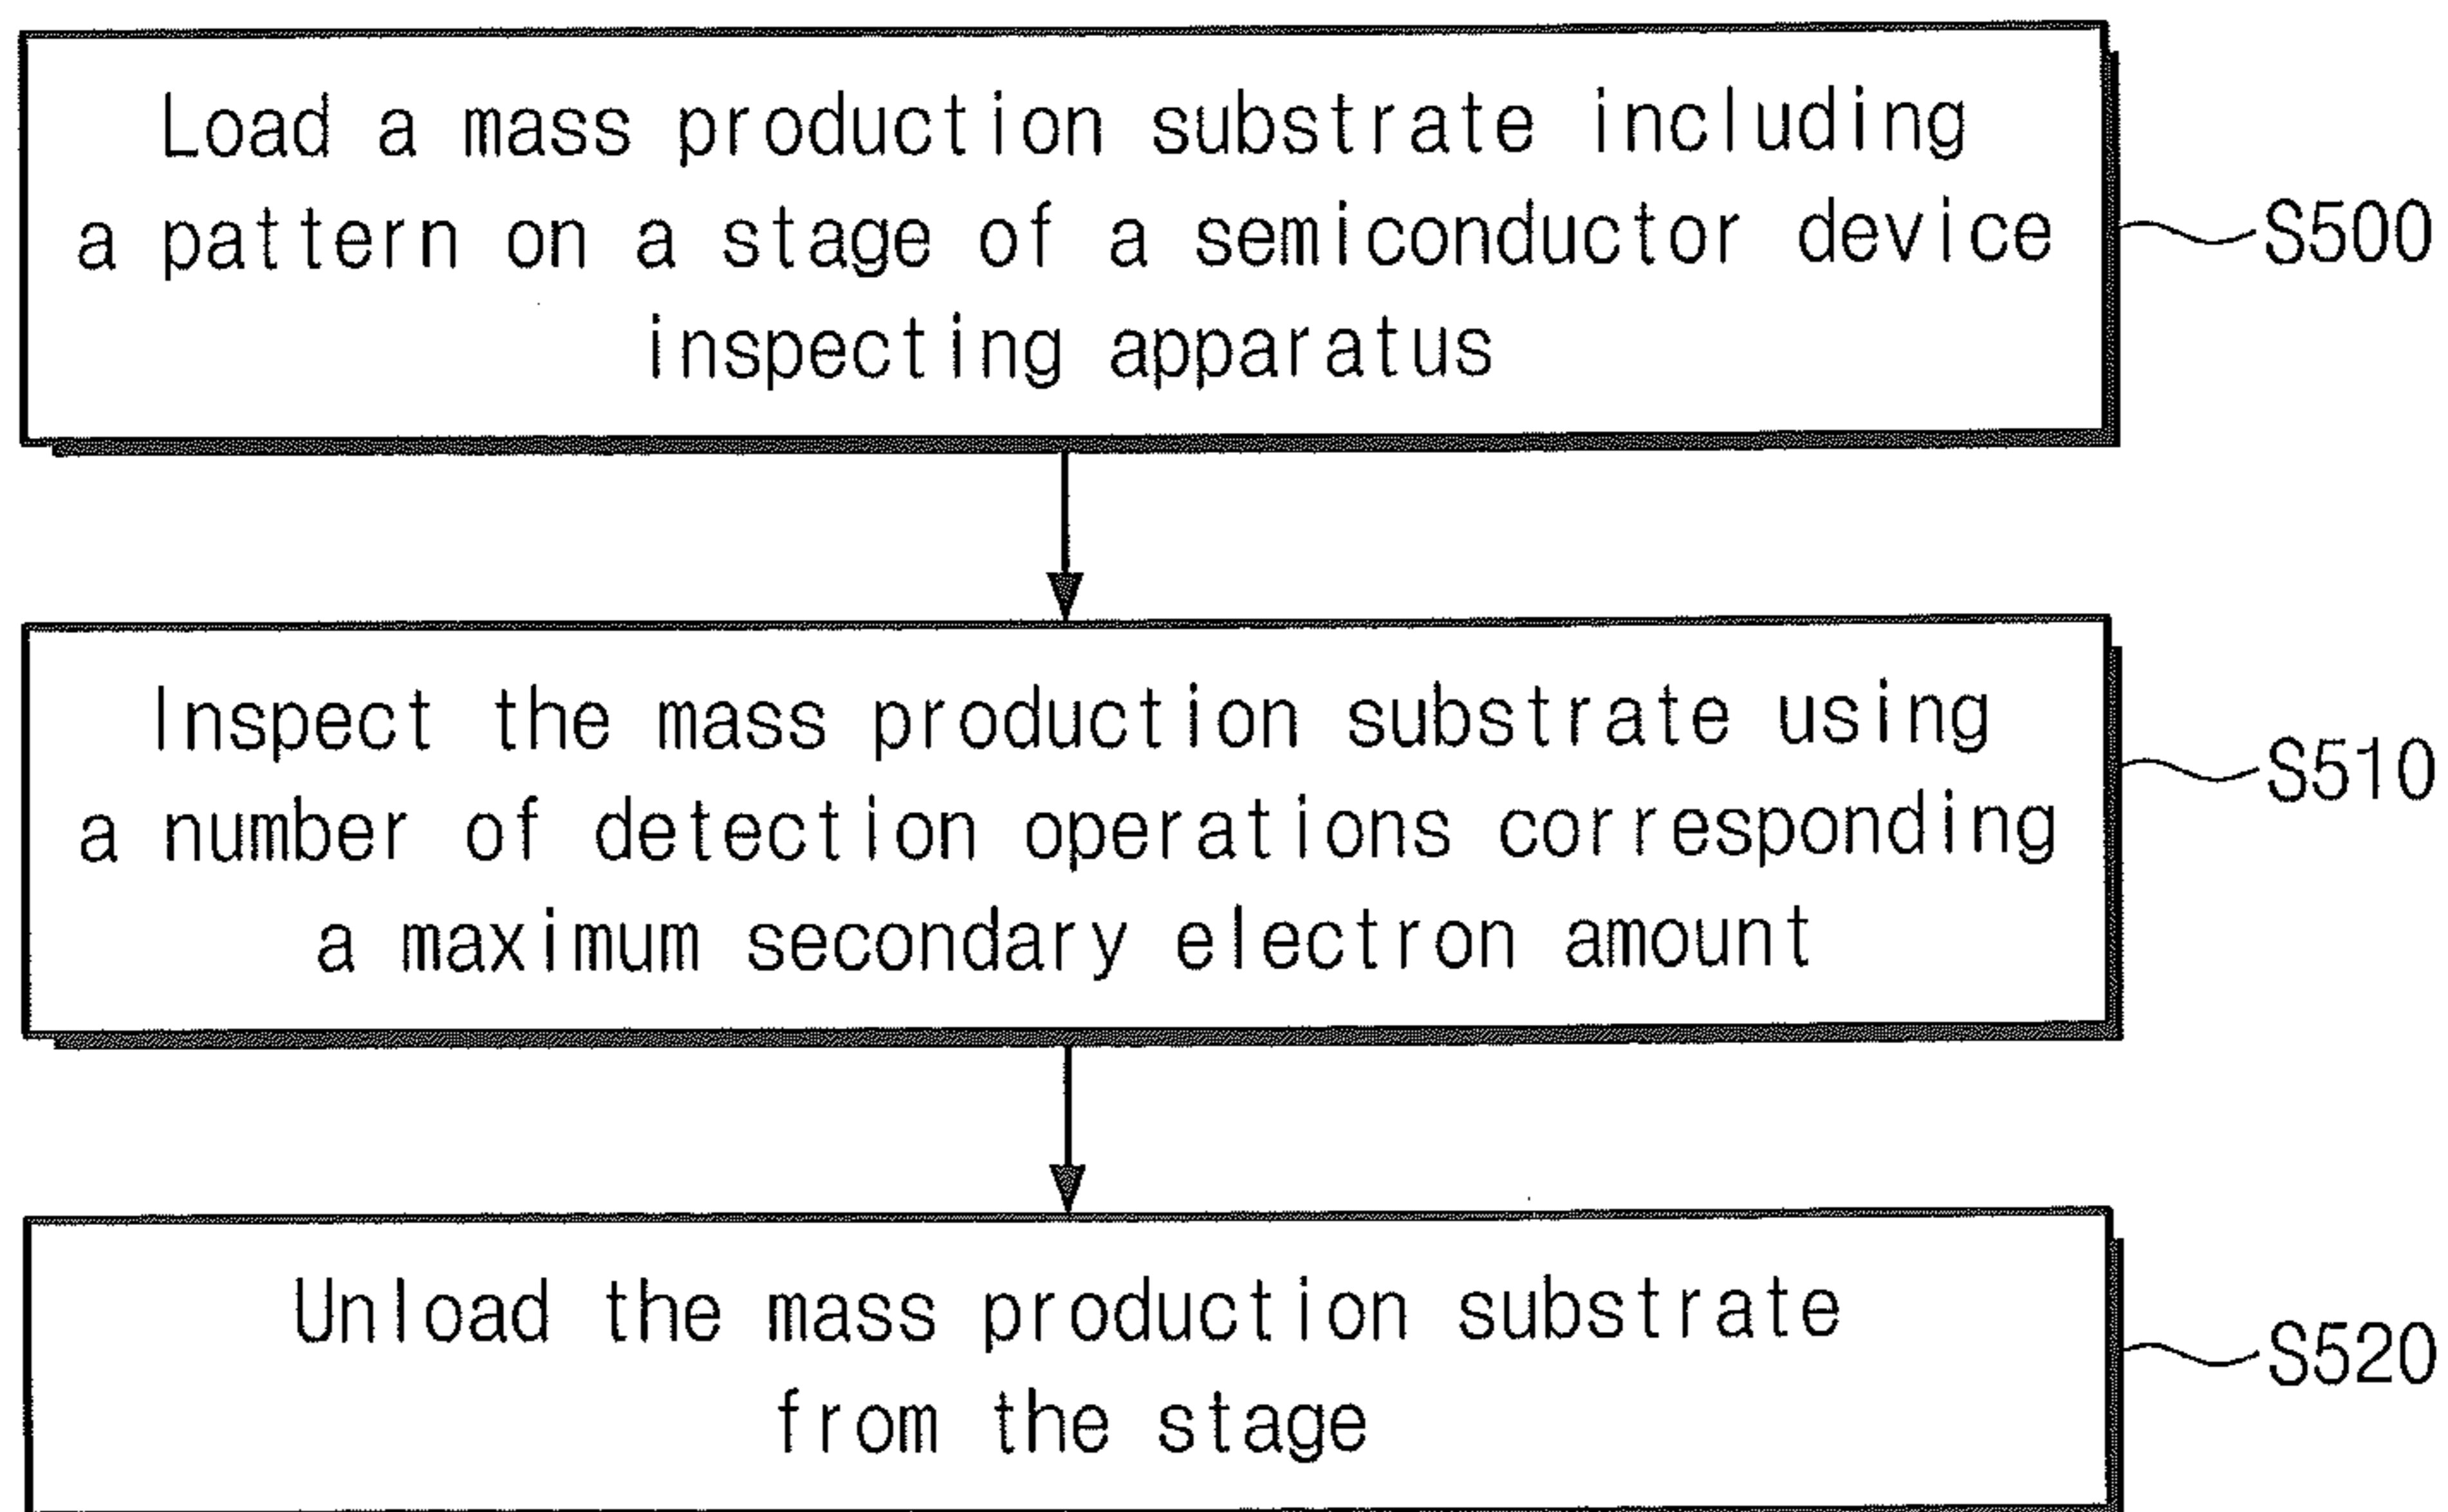 Load a mass production substrate including
a pattern on a stage of a semiconductor device
inspecting apparatus
S500
Inspect the mass production substrate using
a number of detection operations corresponding
a maximum secondary electron amount
S510
Unload the mass production substrate
from the stage
S520